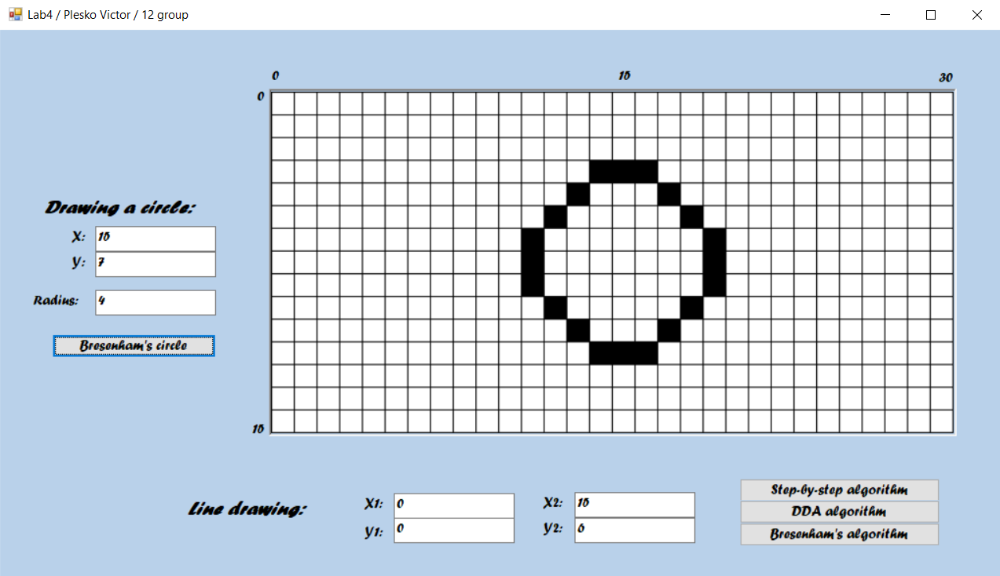 Lab4 / Plesko Victor / 12 group
0 15 30
0
Drawing a circle:
X: 15
Y: 7
Radius: 4
Bresenham's circle
15
Line drawing:
X1: 0
X2: 15
Y1: 0
Y2: 6
Step-by-step algorithm
DDA algorithm
Bresenham's algorithm